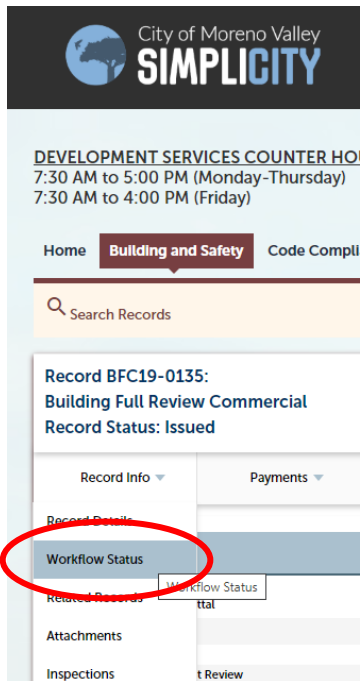 City of Moreno Valley
SIMPLICITY
DEVELOPMENT SERVICES COUNTER HOU
7:30 AM to 5:00 PM (Monday-Thursday)
7:30 AM to 4:00 PM (Friday)
Home Building and Safety Code Compli
Search Records
Record BFC19-0135:
Building Full Review Commercial
Record Status: Issued
Record Info Payments
Record Details
Workflow Status
Workflow Status
Related Records ttal
Attachments
Inspections t Review